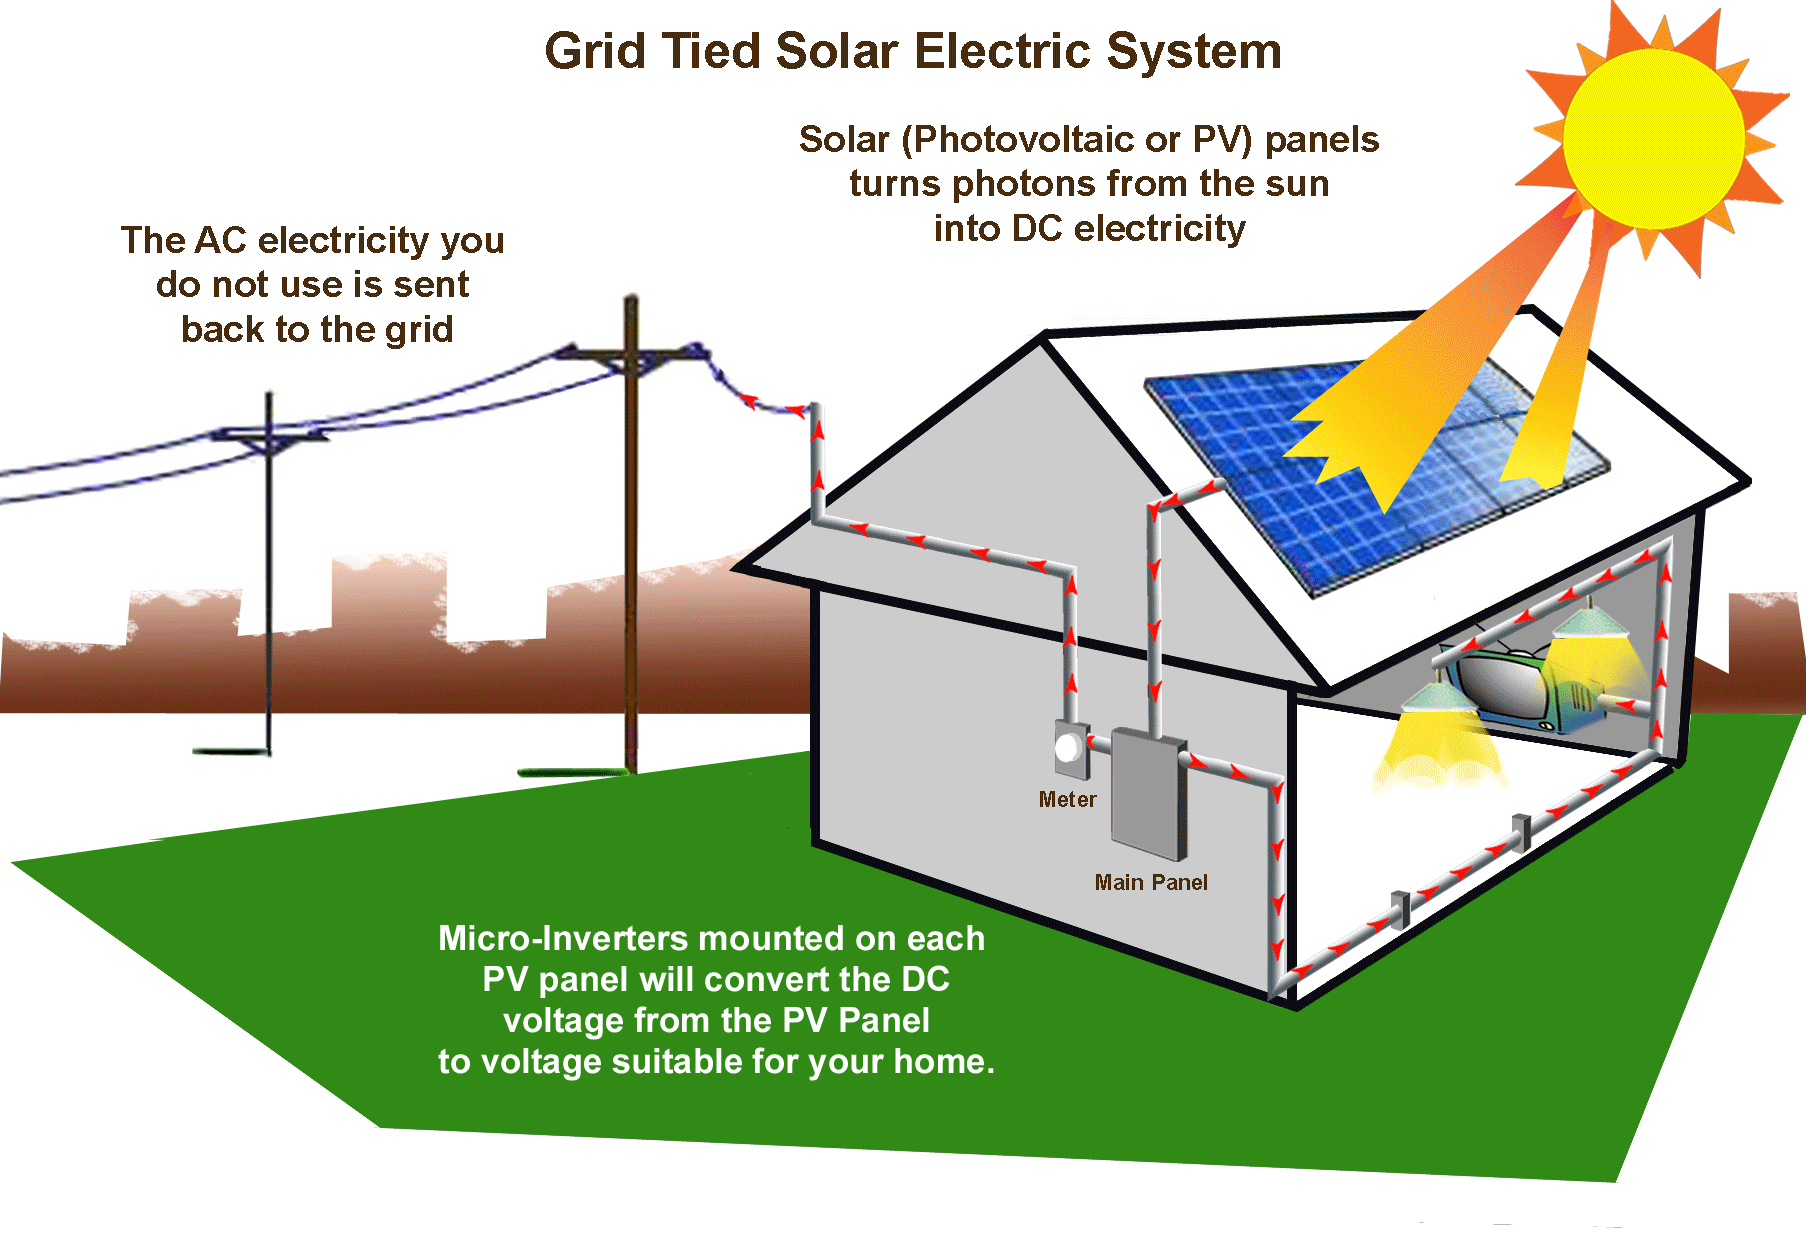 Grid Tied Solar Electric System
Solar (Photovoltaic or PV) panels
turns photons from the sun
into DC electricity
The AC electricity you
do not use is sent
back to the grid
Meter
Main Panel
Micro-Inverters mounted on each
PV panel will convert the DC
voltage from the PV Panel
to voltage suitable for your home.